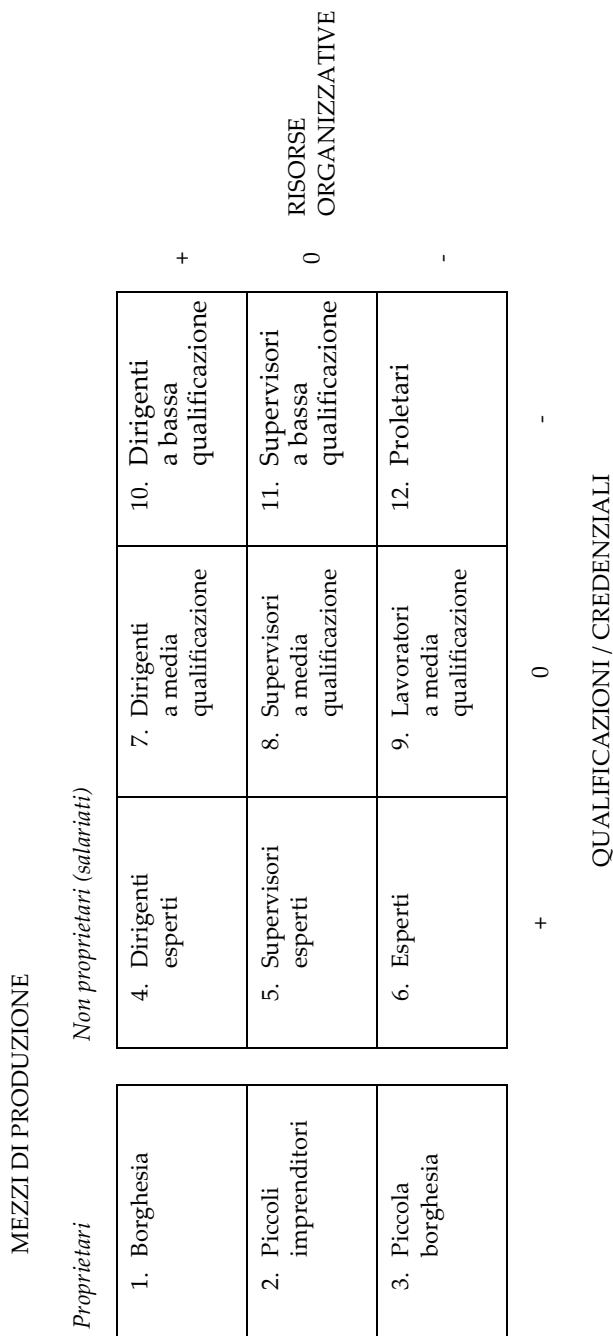 MEZZI DI PRODUZIONE
Proprietari
Non proprietari (salariati)
1. Borghesia
4. Dirigenti
esperti
7. Dirigenti
a media
qualificazione
10. Dirigenti
a bassa
qualificazione
+
2. Piccoli
imprenditori
5. Supervisori
esperti
8. Supervisori
a media
qualificazione
11. Supervisori
a bassa
qualificazione
0
RISORSE
ORGANIZZATIVE
3. Piccola
borghesia
6. Esperti
9. Lavoratori
a media
qualificazione
12. Proletari
-
+
0
-
QUALIFICAZIONI / CREDENZIALI